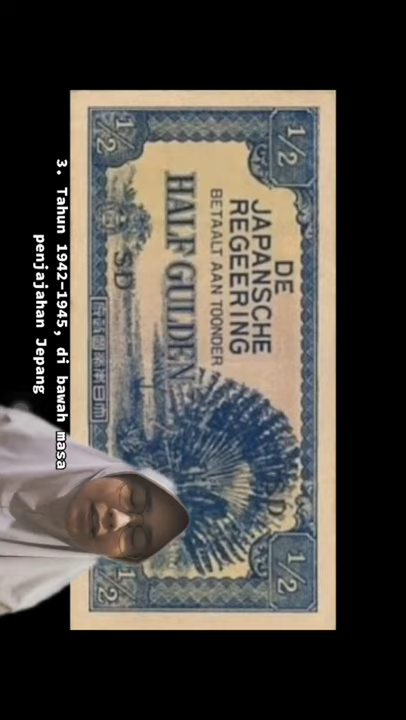 1/2
1/2
DE
JAPANSCHE
REGEERING
BETAALT AAN TOONDER
HALF GULDEN
SD
SD
1/2
1/2
3. Tahun 1942-1945, di bawah masa
penjajahan Jepang